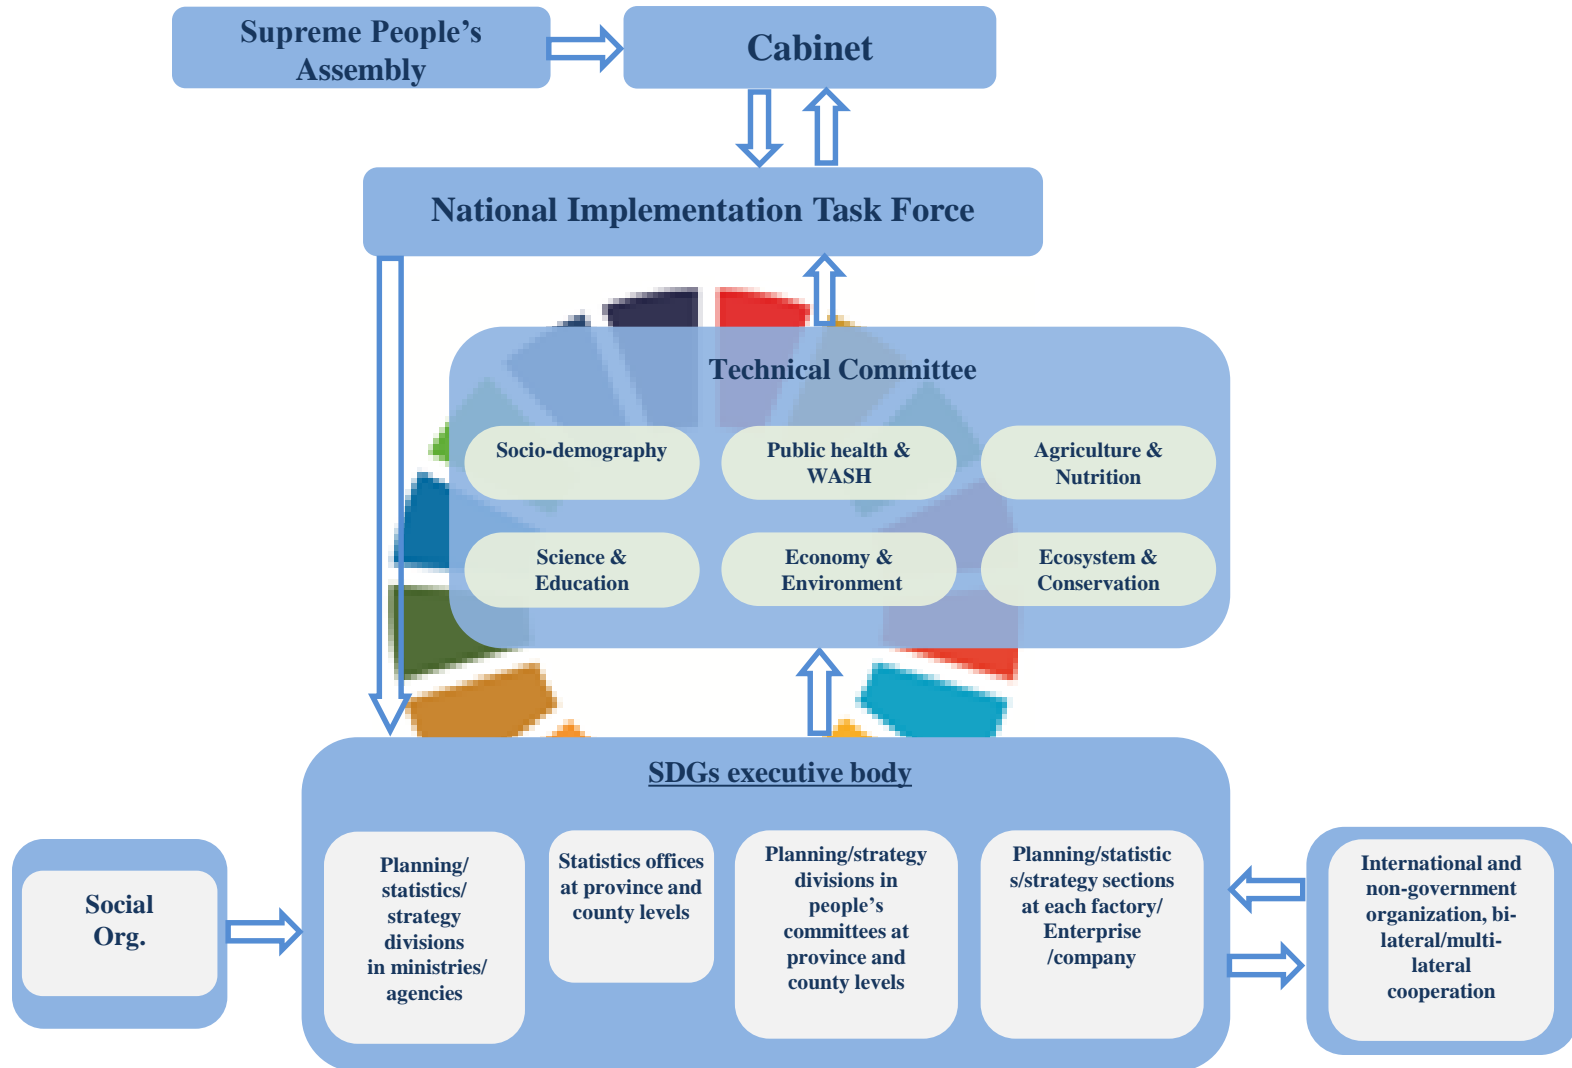 Supreme People’s
Assembly
Cabinet
National Implementation Task Force
Technical Committee
Socio-demography
Public health &
WASH
Agriculture &
Nutrition
Science &
Education
Economy &
Environment
Ecosystem &
Conservation
SDGs executive body
Social
Org.
Planning/
statistics/
strategy
divisions
in ministries/
agencies
Statistics offices
at province and
county levels
Planning/strategy
divisions in
people’s
committees at
province and
county levels
Planning/statistic
s/strategy sections
at each factory/
Enterprise
/company
International and
non-government
organization, bi-
lateral/multi-
lateral
cooperation